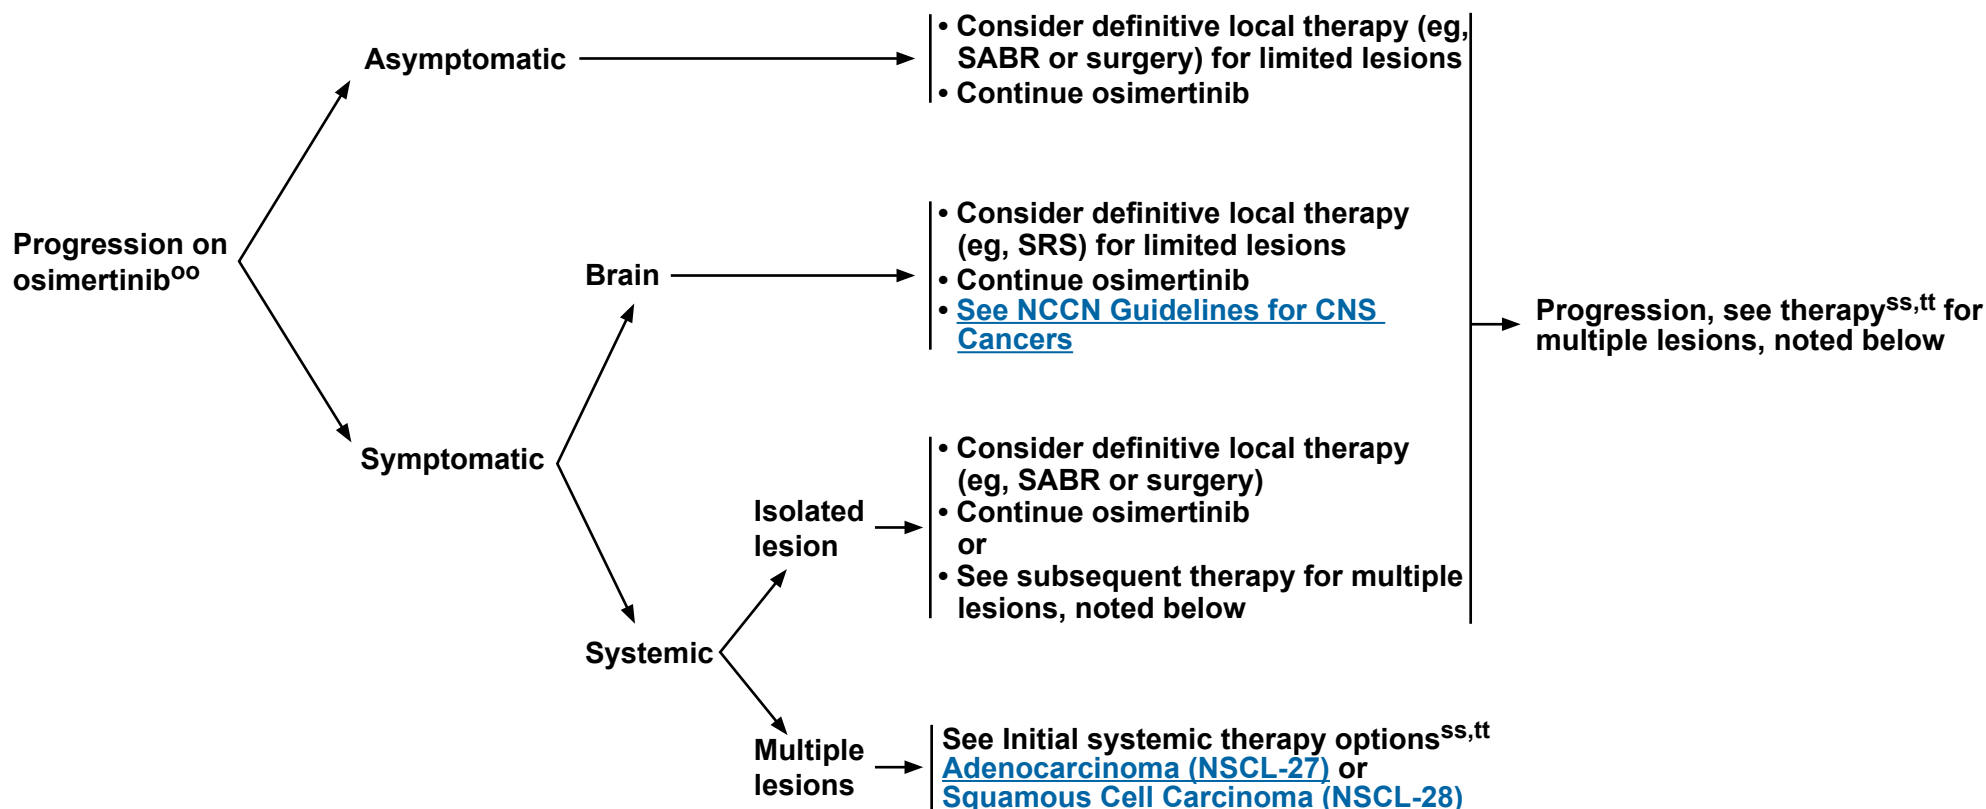 Asymptomatic
• Consider definitive local therapy (eg,
SABR or surgery) for limited lesions
• Continue osimertinib
Progression on
osimertinib^oo
Brain
• Consider definitive local therapy
(eg, SRS) for limited lesions
• Continue osimertinib
• See NCCN Guidelines for CNS
Cancers
Progression, see therapy^ss,tt for
multiple lesions, noted below
Symptomatic
Isolated
lesion
• Consider definitive local therapy
(eg, SABR or surgery)
• Continue osimertinib
or
• See subsequent therapy for multiple
lesions, noted below
Systemic
Multiple
lesions
See Initial systemic therapy options^ss,tt
Adenocarcinoma (NSCL-27) or
Squamous Cell Carcinoma (NSCL-28)